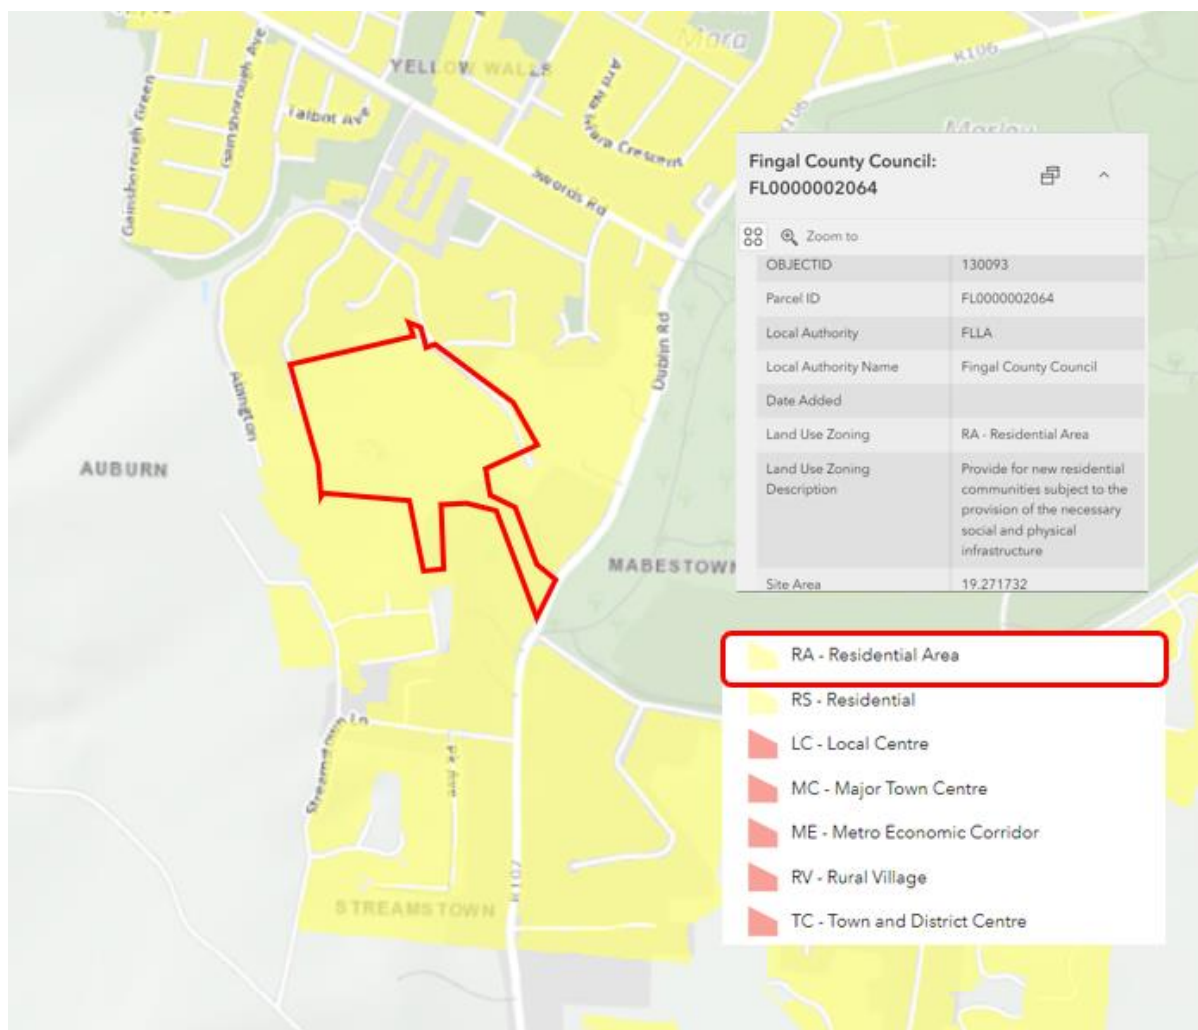 Mara
R106
YELLOW WALLS
Gainsborough Ave
Ard Na Mara Crescent
Talbot Ave
Gainsborough Green
R106
Swords Rd
Dublin Rd
Abington
AUBURN
MABESTOWN
Streamstown Ln
Pk Ave
R107
STREAMSTOWN
Fingal County Council:
FL0000002064
Zoom to
OBJECTID 130093
Parcel ID FL0000002064
Local Authority FLLA
Local Authority Name Fingal County Council
Date Added
Land Use Zoning RA - Residential Area
Land Use Zoning Description Provide for new residential
communities subject to the
provision of the necessary
social and physical
infrastructure
Site Area 19.271732
RA - Residential Area
RS - Residential
LC - Local Centre
MC - Major Town Centre
ME - Metro Economic Corridor
RV - Rural Village
TC - Town and District Centre